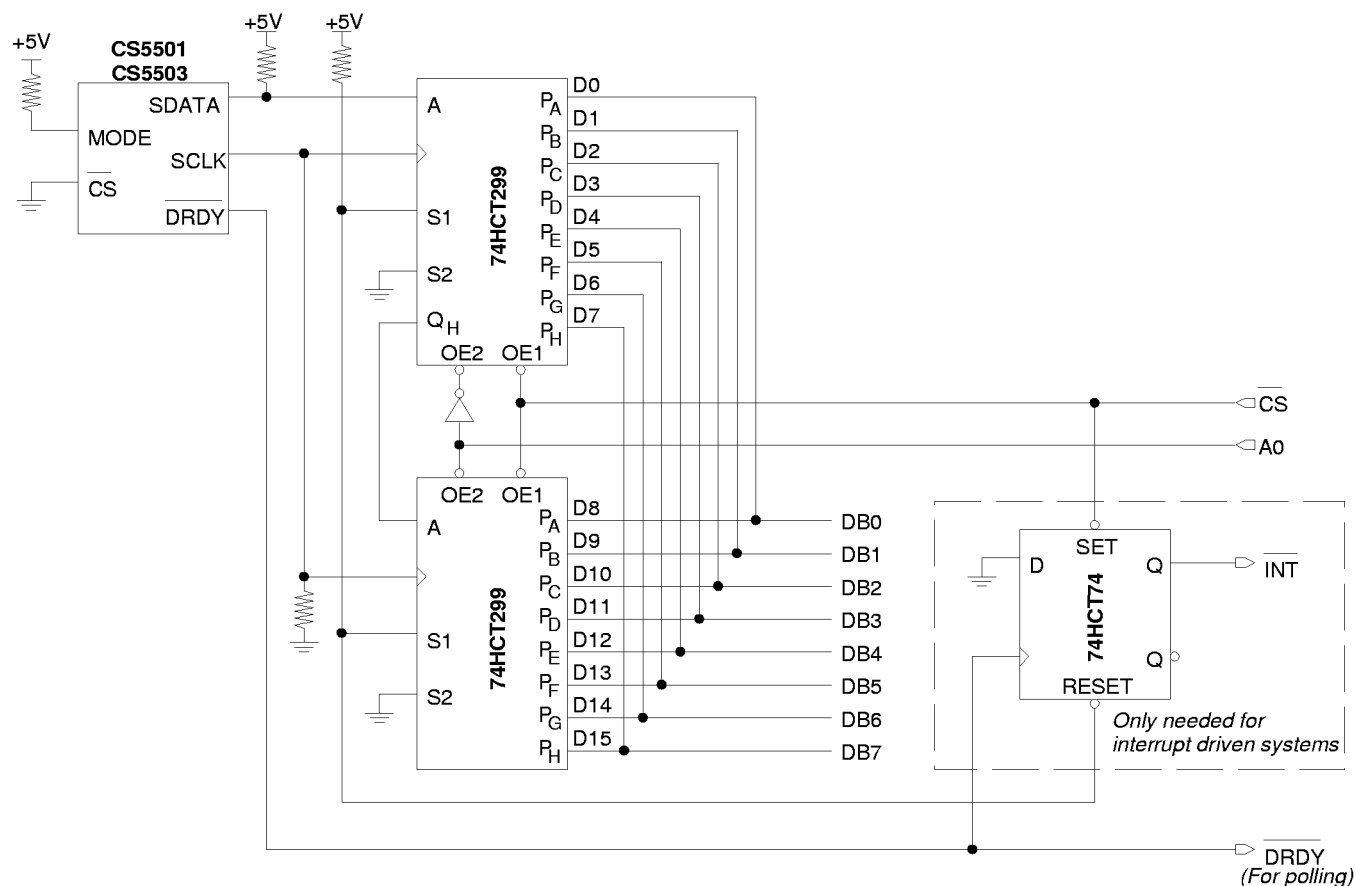 +5V
+5V
+5V
CS5501
CS5503
SDATA
MODE
SCLK
CS
DRDY
A
S1
S2
QH
74HCT299
PA
PB
PC
PD
PE
PF
PG
PH
D0
D1
D2
D3
D4
D5
D6
D7
OE2
OE1
CS
A0
OE2
OE1
A
S1
S2
74HCT299
PA
PB
PC
PD
PE
PF
PG
PH
D8
D9
D10
D11
D12
D13
D14
D15
DB0
DB1
DB2
DB3
DB4
DB5
DB6
DB7
SET
D
Q
74HCT74
Q
RESET
INT
Only needed for
interrupt driven systems
DRDY
(For polling)